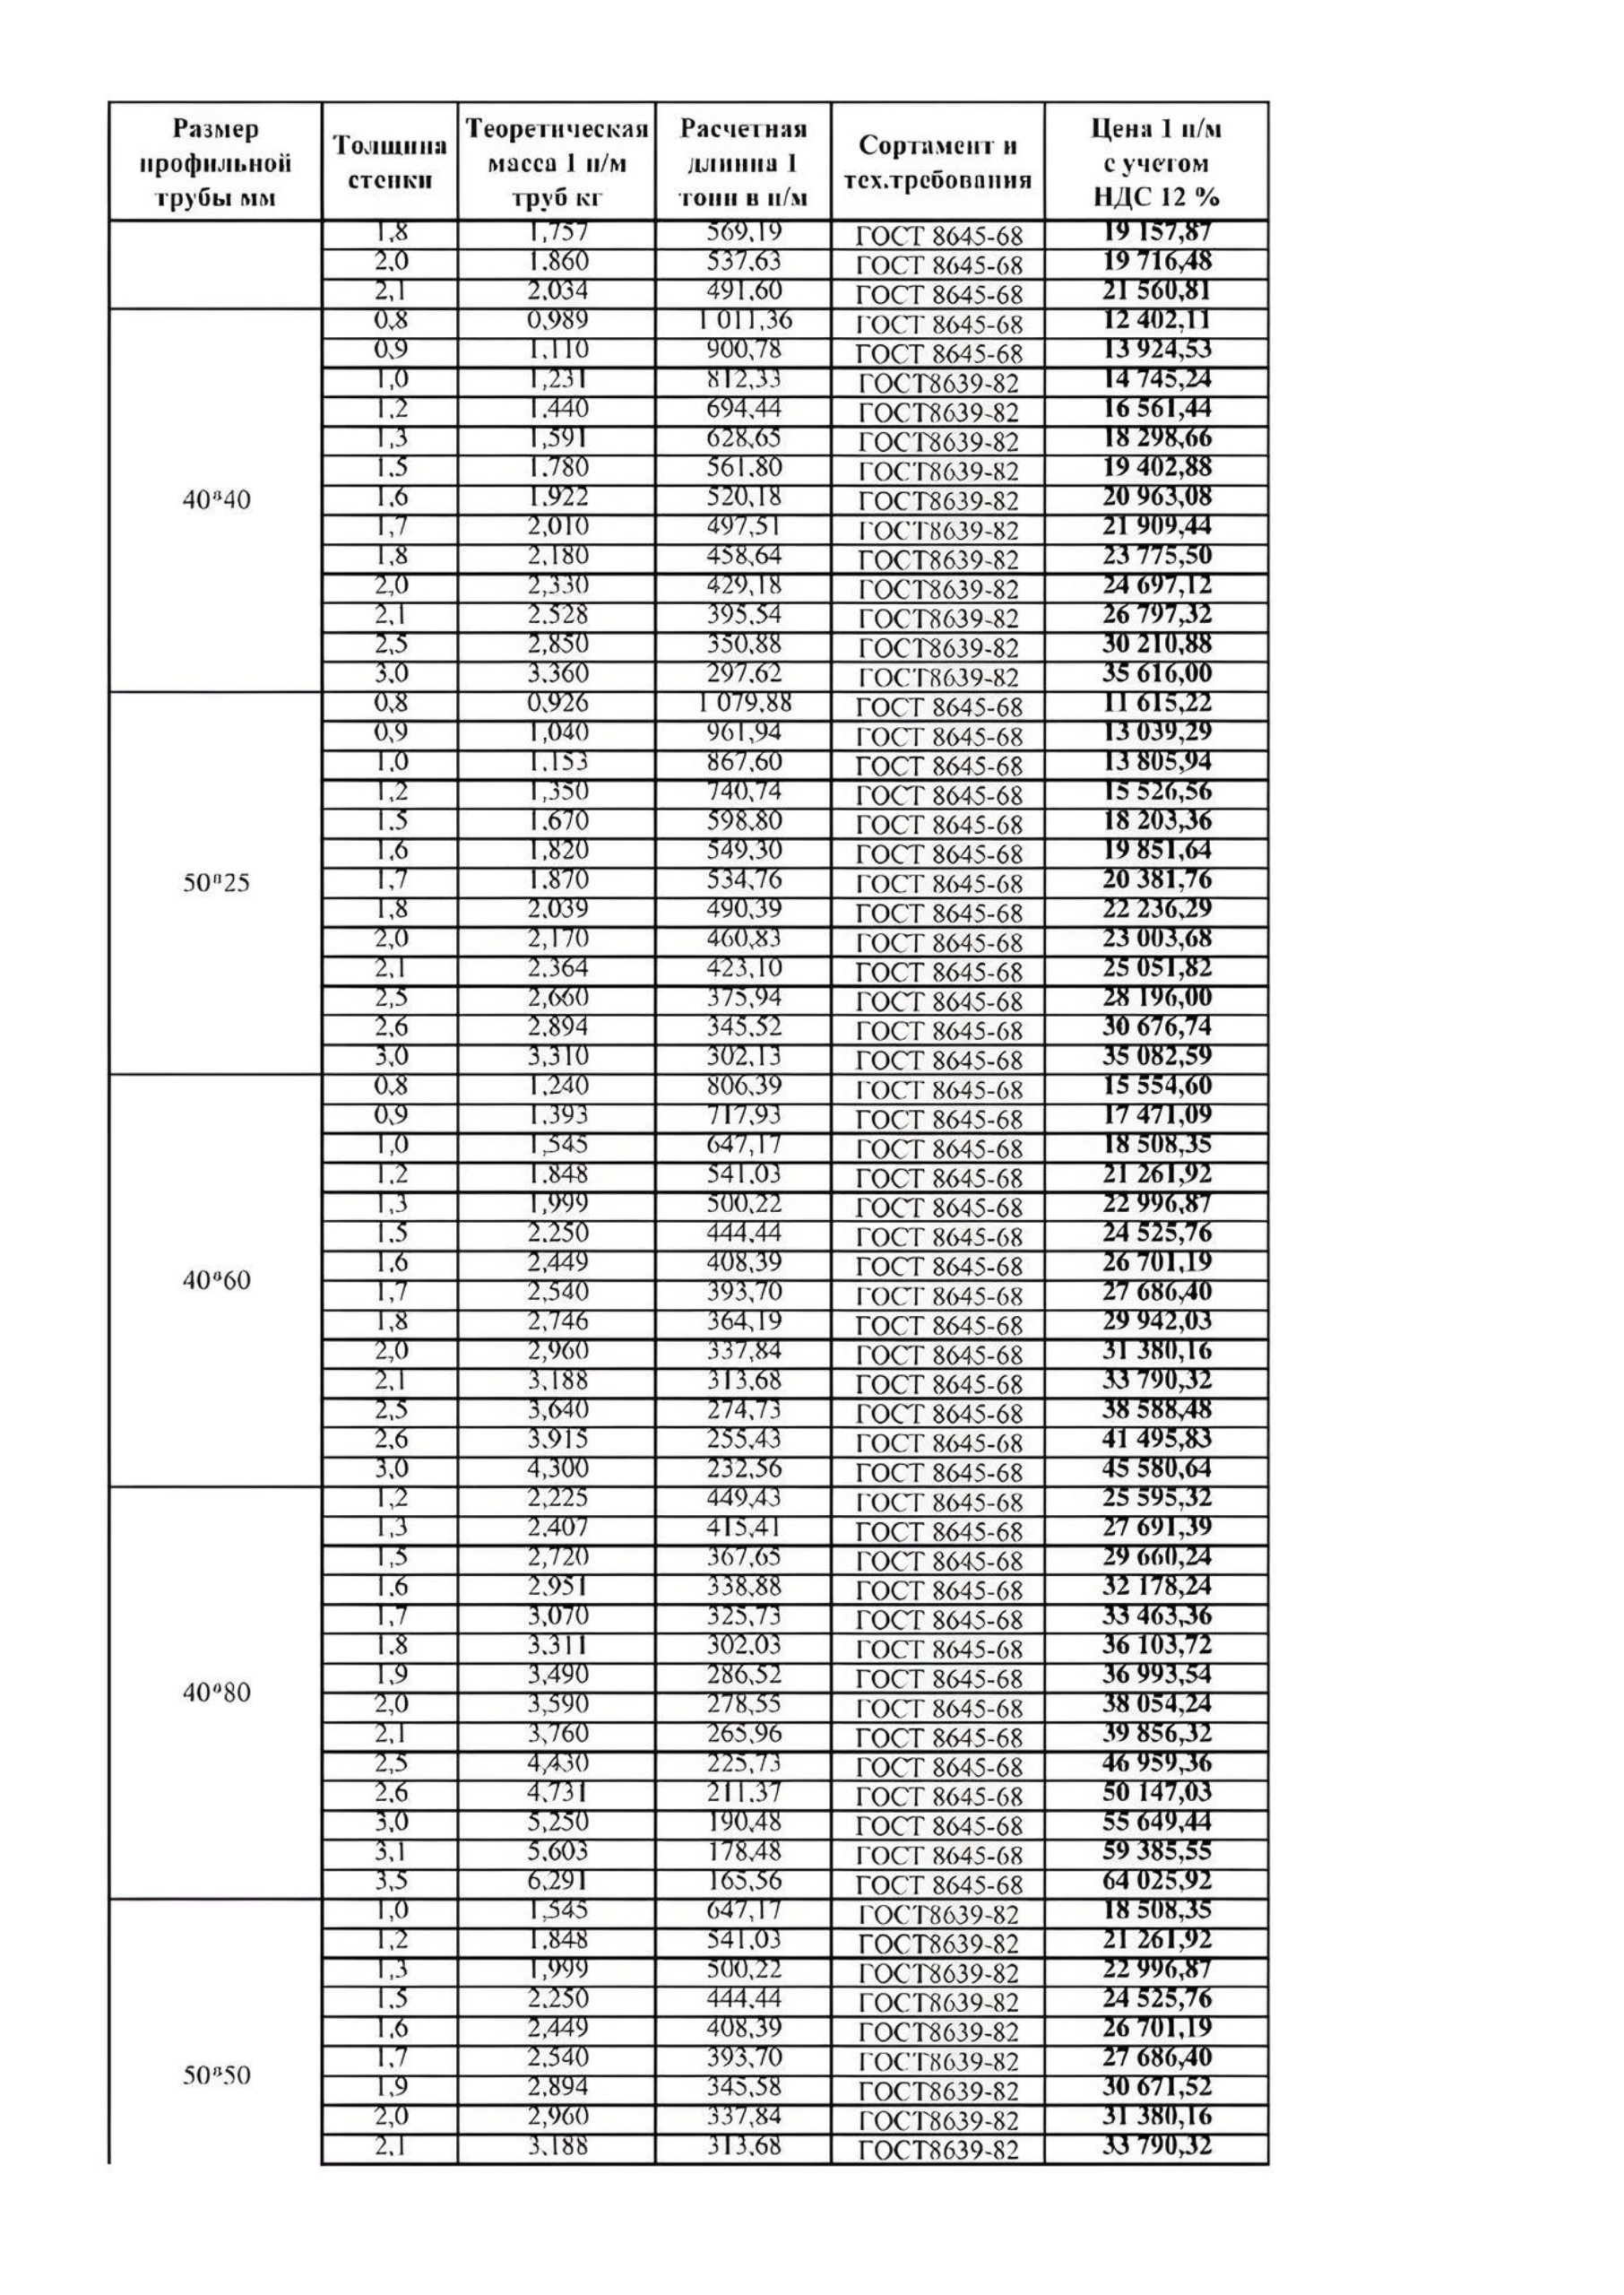 Размер профильной трубы мм | Толщина стенки | Теоретическая масса 1 п/м труб кг | Расчетная длинна 1 тонн в п/м | Сортамент и тех.требования | Цена 1 п/м с учетом НДС 12 %
1,8 1,757 569,19 ГОСТ 8645-68 19 157,87
2,0 1.860 537,63 ГОСТ 8645-68 19 716,48
2,1 2.034 491,60 ГОСТ 8645-68 21 560,81
40*40
0,8 0,989 1 011,36 ГОСТ 8645-68 12 402,11
0,9 1,110 900,78 ГОСТ 8645-68 13 924,53
1,0 1,231 812,33 ГОСТ8639-82 14 745,24
1,2 1.440 694,44 ГОСТ8639-82 16 561,44
1,3 1,591 628,65 ГОСТ8639-82 18 298,66
1,5 1.780 561,80 ГОСТ8639-82 19 402,88
1,6 1,922 520,18 ГОСТ8639-82 20 963,08
1,7 2,010 497,51 ГОСТ8639-82 21 909,44
1,8 2,180 458,64 ГОСТ8639-82 23 775,50
2,0 2,330 429,18 ГОСТ8639-82 24 697,12
2,1 2.528 395,54 ГОСТ8639-82 26 797,32
2,5 2,850 350,88 ГОСТ8639-82 30 210,88
3,0 3.360 297,62 ГОСТ8639-82 35 616,00
50*25
0,8 0,926 1 079,88 ГОСТ 8645-68 11 615,22
0,9 1,040 961,94 ГОСТ 8645-68 13 039,29
1,0 1,153 867,60 ГОСТ 8645-68 13 805,94
1,2 1,350 740,74 ГОСТ 8645-68 15 526,56
1.5 1.670 598,80 ГОСТ 8645-68 18 203,36
1,6 1,820 549,30 ГОСТ 8645-68 19 851,64
1,7 1.870 534,76 ГОСТ 8645-68 20 381,76
1,8 2.039 490,39 ГОСТ 8645-68 22 236,29
2,0 2,170 460,83 ГОСТ 8645-68 23 003,68
2,1 2.364 423,10 ГОСТ 8645-68 25 051,82
2,5 2,660 375,94 ГОСТ 8645-68 28 196,00
2,6 2.894 345,52 ГОСТ 8645-68 30 676,74
3,0 3,310 302,13 ГОСТ 8645-68 35 082,59
40*60
0,8 1,240 806,39 ГОСТ 8645-68 15 554,60
0,9 1,393 717,93 ГОСТ 8645-68 17 471,09
1,0 1,545 647,17 ГОСТ 8645-68 18 508,35
1,2 1.848 541,03 ГОСТ 8645-68 21 261,92
1,3 1,999 500,22 ГОСТ 8645-68 22 996,87
1,5 2,250 444,44 ГОСТ 8645-68 24 525,76
1,6 2,449 408,39 ГОСТ 8645-68 26 701,19
1,7 2,540 393,70 ГОСТ 8645-68 27 686,40
1,8 2,746 364,19 ГОСТ 8645-68 29 942,03
2,0 2,960 337,84 ГОСТ 8645-68 31 380,16
2,1 3,188 313,68 ГОСТ 8645-68 33 790,32
2,5 3,640 274,73 ГОСТ 8645-68 38 588,48
2,6 3.915 255,43 ГОСТ 8645-68 41 495,83
3,0 4,300 232,56 ГОСТ 8645-68 45 580,64
40*80
1,2 2,225 449,43 ГОСТ 8645-68 25 595,32
1,3 2.407 415,41 ГОСТ 8645-68 27 691,39
1,5 2,720 367,65 ГОСТ 8645-68 29 660,24
1,6 2.951 338,88 ГОСТ 8645-68 32 178,24
1,7 3,070 325,73 ГОСТ 8645-68 33 463,36
1,8 3.311 302,03 ГОСТ 8645-68 36 103,72
1,9 3,490 286,52 ГОСТ 8645-68 36 993,54
2,0 3,590 278,55 ГОСТ 8645-68 38 054,24
2,1 3,760 265,96 ГОСТ 8645-68 39 856,32
2,5 4,430 225,73 ГОСТ 8645-68 46 959,36
2,6 4.731 211,37 ГОСТ 8645-68 50 147,03
3,0 5,250 190,48 ГОСТ 8645-68 55 649,44
3,1 5.603 178,48 ГОСТ 8645-68 59 385,55
3,5 6,291 165,56 ГОСТ 8645-68 64 025,92
50*50
1,0 1,545 647,17 ГОСТ8639-82 18 508,35
1,2 1,848 541,03 ГОСТ8639-82 21 261,92
1,3 1,999 500,22 ГОСТ8639-82 22 996,87
1,5 2.250 444,44 ГОСТ8639-82 24 525,76
1,6 2,449 408,39 ГОСТ8639-82 26 701,19
1,7 2,540 393,70 ГОСТ8639-82 27 686,40
1,9 2,894 345,58 ГОСТ8639-82 30 671,52
2,0 2,960 337,84 ГОСТ8639-82 31 380,16
2,1 3,188 313,68 ГОСТ8639-82 33 790,32